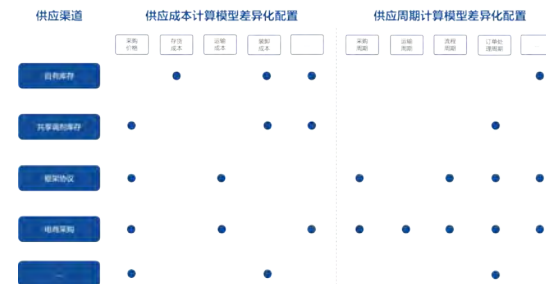 供应渠道
供应成本计算模型差异化配置
供应周期计算模型差异化配置
采购
价格
存货
成本
运输
成本
成本
采购
周期
运输
周期
周期
订单处
理周期
自有库存
共享调剂库存
框架协议
电商采购
...